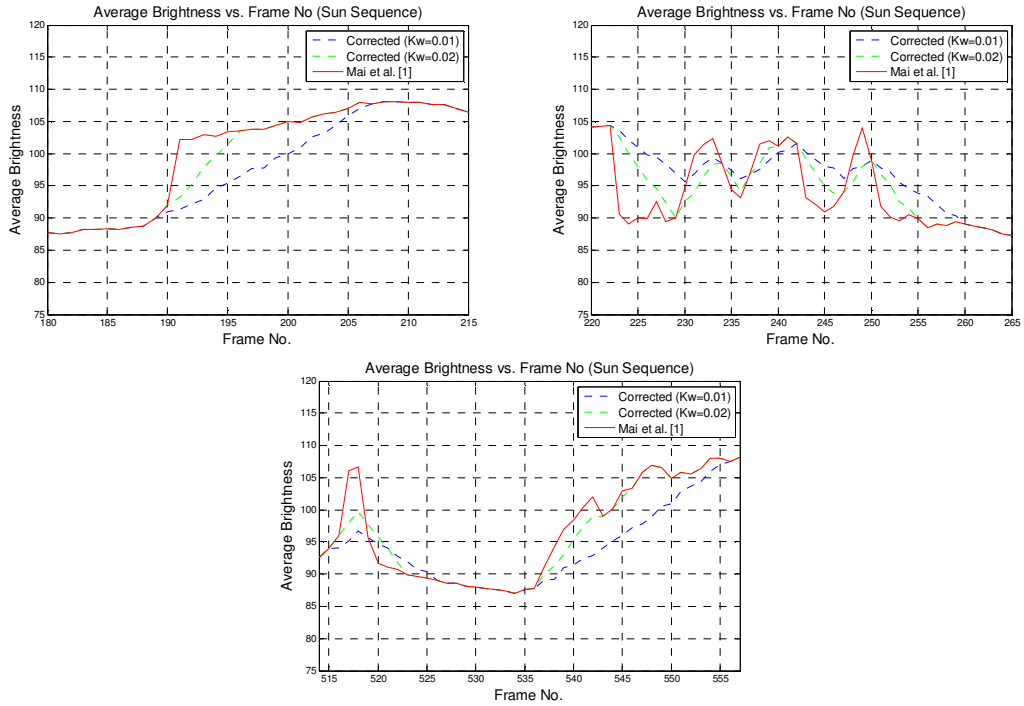 Average Brightness vs. Frame No (Sun Sequence)
120
115
110
105
100
95
90
85
80
75
Average Brightness
Corrected (Kw=0.01)
Corrected (Kw=0.02)
Mai et al. [1]
180 185 190 195 200 205 210 215
Frame No.
Average Brightness vs. Frame No (Sun Sequence)
120
115
110
105
100
95
90
85
80
75
Average Brightness
Corrected (Kw=0.01)
Corrected (Kw=0.02)
Mai et al. [1]
220 225 230 235 240 245 250 255 260 265
Frame No.
Average Brightness vs. Frame No (Sun Sequence)
120
115
110
105
100
95
90
85
80
75
Average Brightness
Corrected (Kw=0.01)
Corrected (Kw=0.02)
Mai et al. [1]
515 520 525 530 535 540 545 550 555
Frame No.